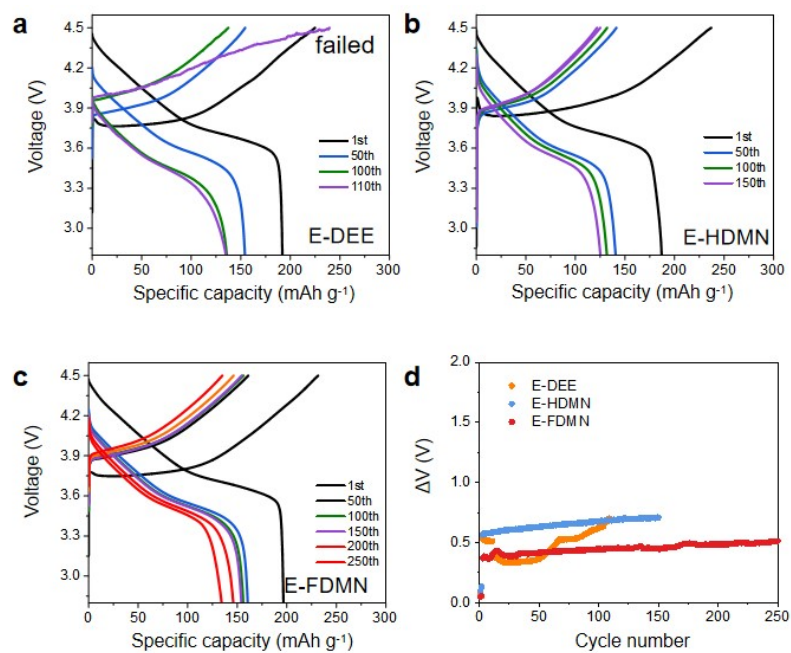 a
failed
4.5
4.2
3.9
3.6
3.3
3.0
Voltage (V)
1st
50th
100th
110th
E-DEE
0 50 100 150 200 250 300
Specific capacity (mAh g-1)
b
4.5
4.2
3.9
3.6
3.3
3.0
Voltage (V)
1st
50th
100th
150th
E-HDMN
0 50 100 150 200 250 300
Specific capacity (mAh g-1)
c
4.5
4.2
3.9
3.6
3.3
3.0
Voltage (V)
1st
50th
100th
150th
200th
250th
E-FDMN
0 50 100 150 200 250 300
Specific capacity (mAh g-1)
d
2.0
1.5
1.0
0.5
0.0
ΔV (V)
E-DEE
E-HDMN
E-FDMN
0 50 100 150 200 250
Cycle number